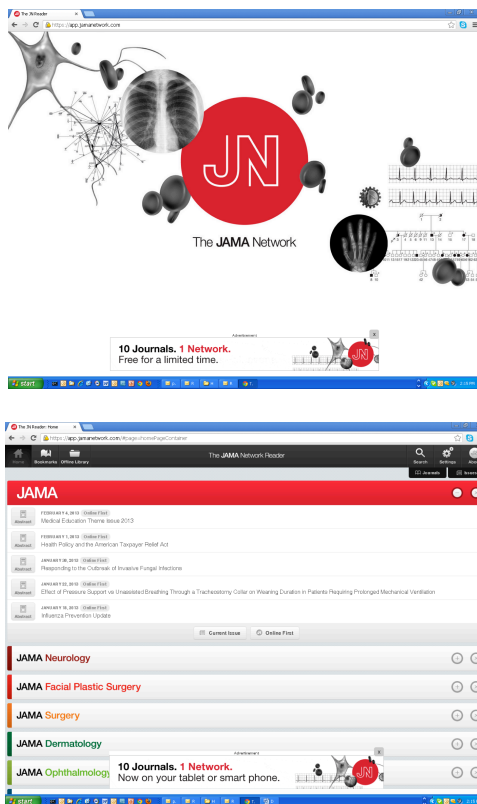 The JN Reader
https://app.jamanetwork.com
JN
The JAMA Network
Advertisement
10 Journals. 1 Network.
Free for a limited time.
JN
start
2:15 PM
The JN Reader: Home
https://app.jamanetwork.com/#page=homePageContainer
Home
Bookmarks
Offline Library
The JAMA Network Reader
Search
Settings
Journals
Issues
JAMA
FEBRUARY 4, 2013 Online First
Abstract
Medical Education Theme Issue 2013
FEBRUARY 1, 2013 Online First
Abstract
Health Policy and the American Taxpayer Relief Act
JANUARY 28, 2013 Online First
Abstract
Responding to the Outbreak of Invasive Fungal Infections
JANUARY 22, 2013 Online First
Abstract
Effect of Pressure Support vs Unassisted Breathing Through a Tracheostomy Collar on Weaning Duration in Patients Requiring Prolonged Mechanical Ventilation
Online First
Abstract
Influenza Prevention Update
Current Issue
Online First
JAMA Neurology
JAMA Facial Plastic Surgery
JAMA Surgery
JAMA Dermatology
Advertisement
JAMA Ophthalmology
10 Journals. 1 Network.
Now on your tablet or smart phone.
JN
start